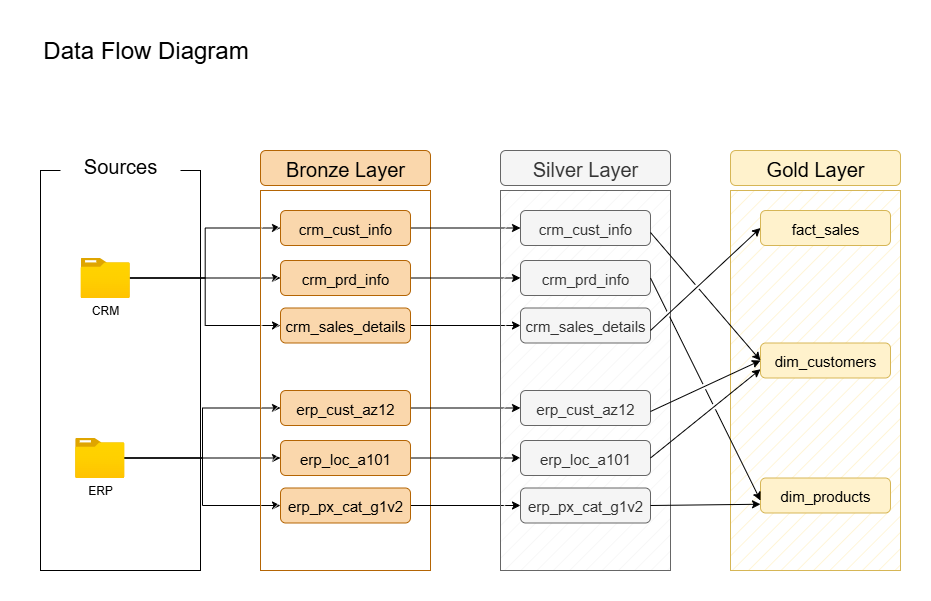 Data Flow Diagram
Sources
Bronze Layer
Silver Layer
Gold Layer
CRM
ERP
crm_cust_info
crm_prd_info
crm_sales_details
erp_cust_az12
erp_loc_a101
erp_px_cat_g1v2
crm_cust_info
crm_prd_info
crm_sales_details
erp_cust_az12
erp_loc_a101
erp_px_cat_g1v2
fact_sales
dim_customers
dim_products